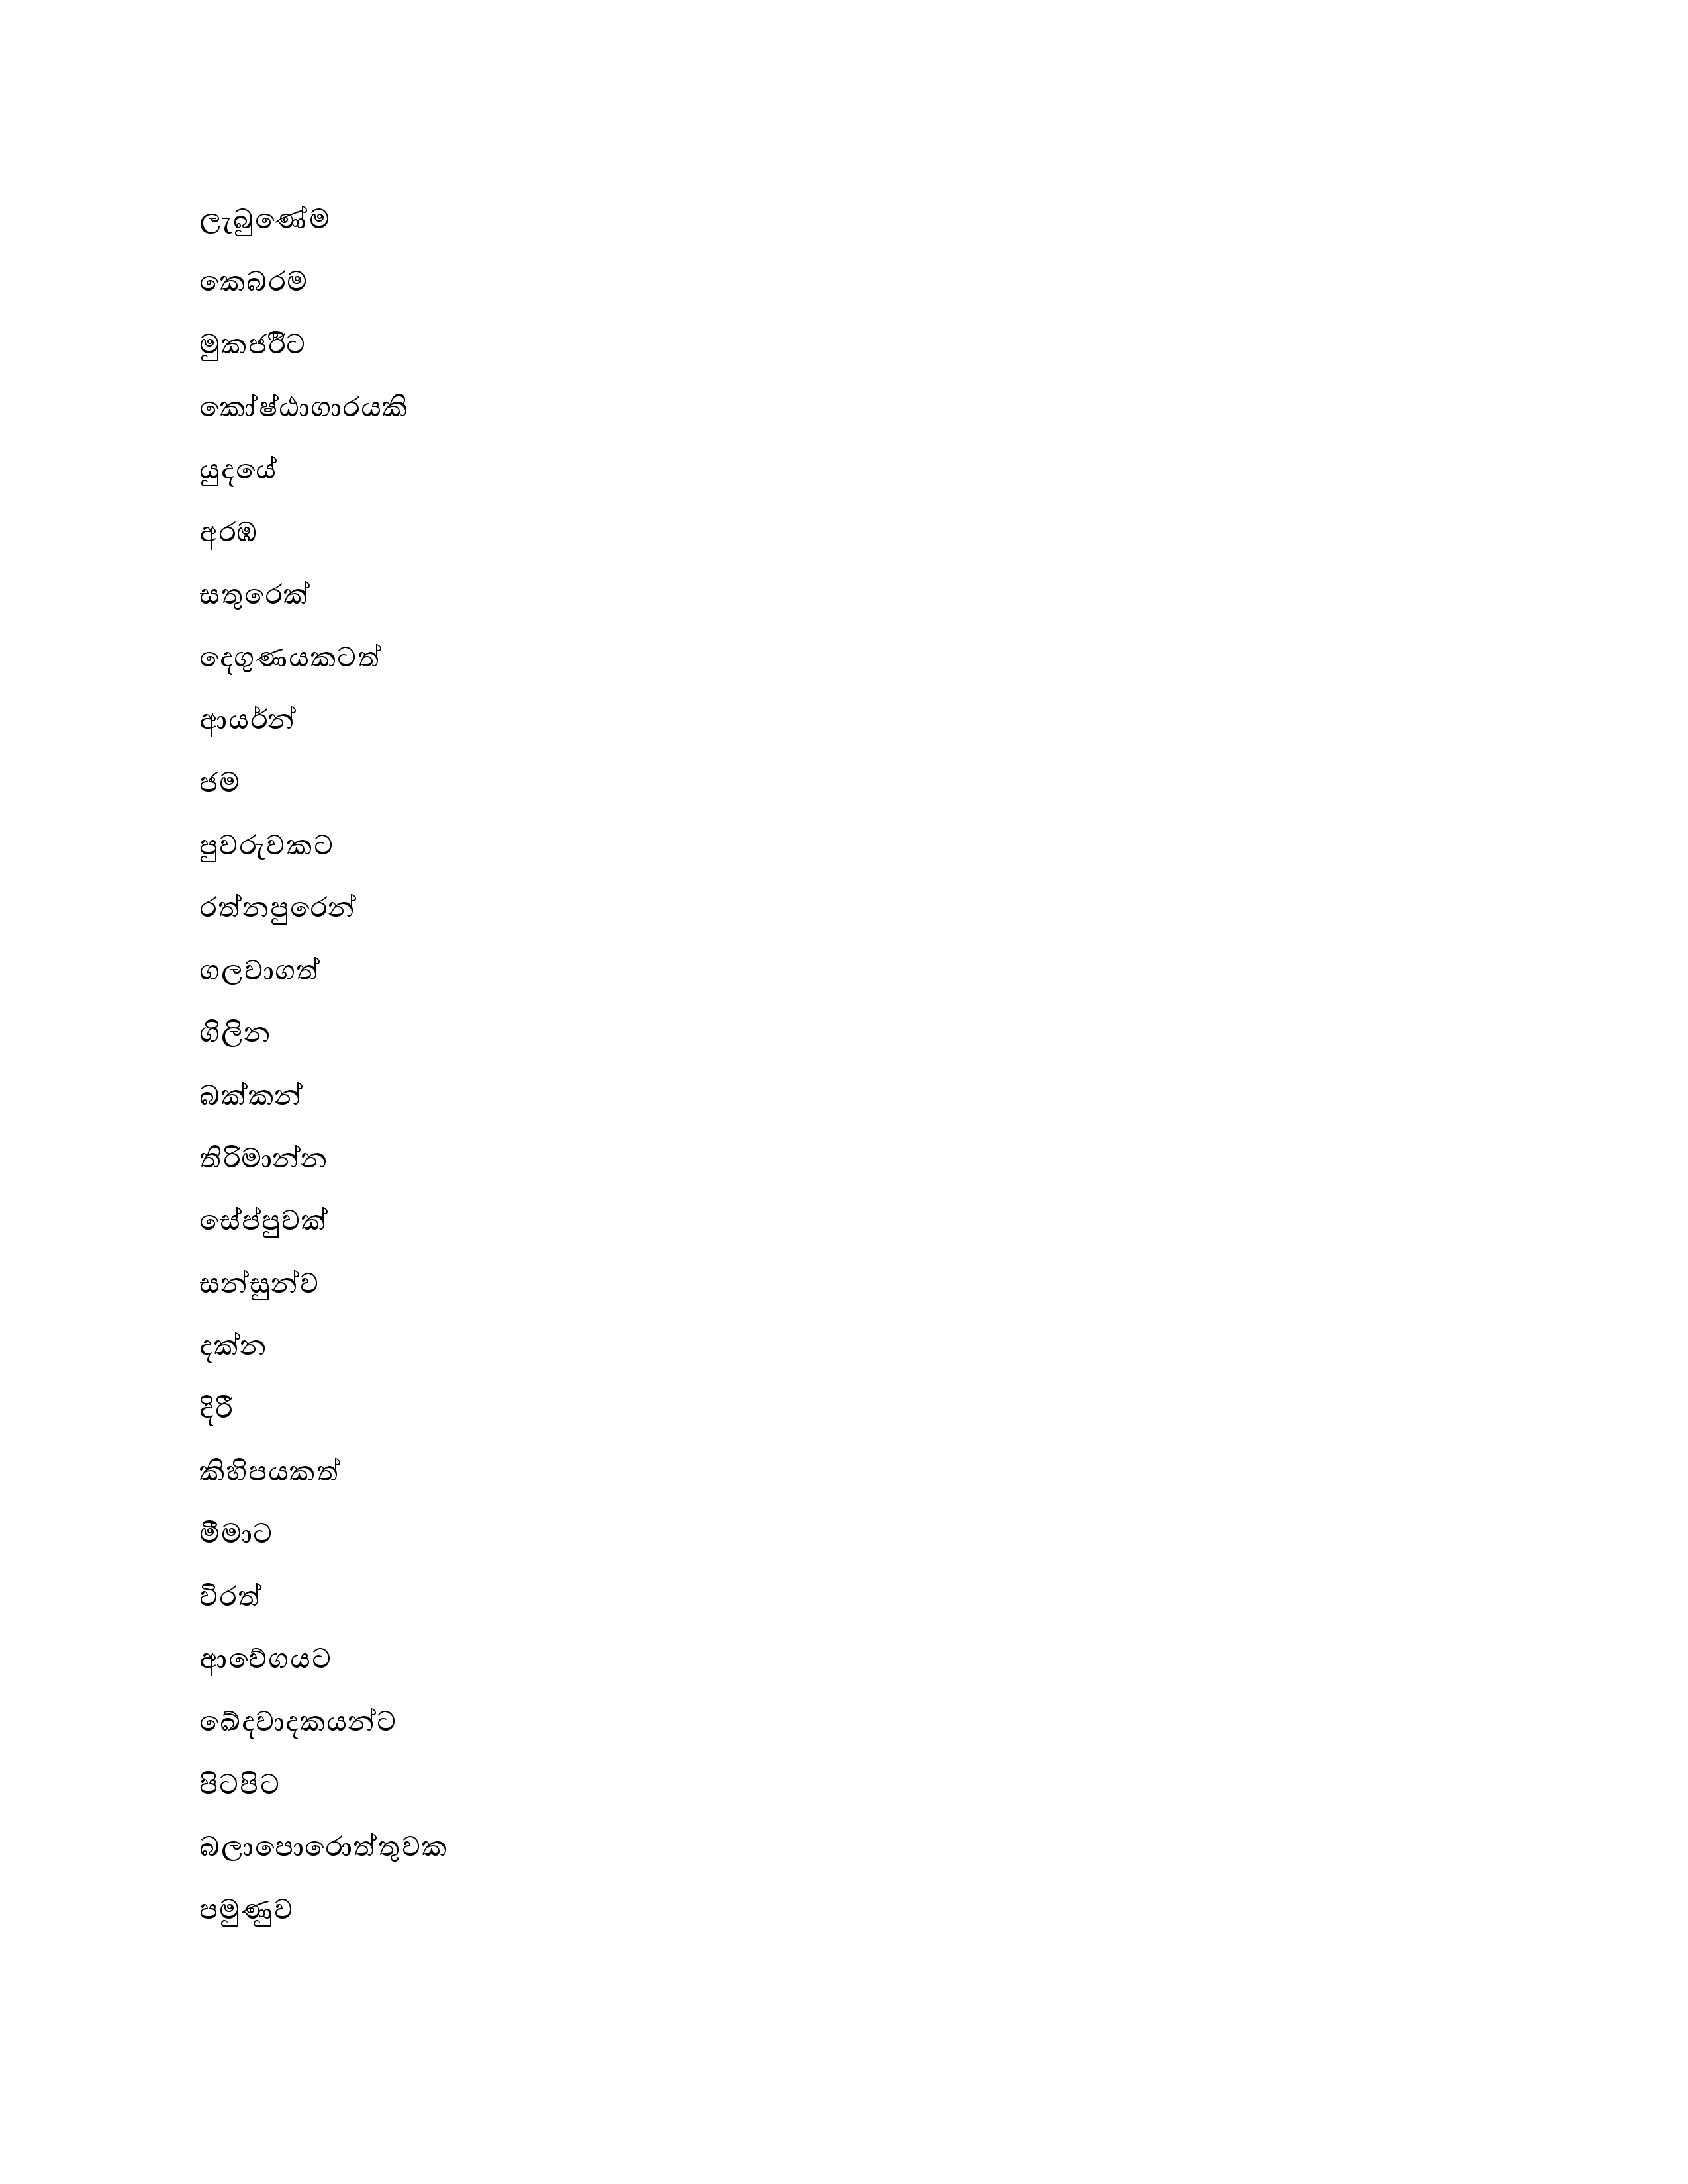 ලැබුණේම
කෙබරම
මුකර්ජිට
කෝෂ්ඨාගාරයකි
යුදයේ
අරඹ
සතුරෙක්
දෙගුණයකටත්
ආයර්න්
ජම
පුවරුවකට
රත්නපුරෙන්
ගලවාගත්
ගිලින
බක්කන්
තිරිමාන්න
සේප්පුවක්
සන්සුන්ව
දක්න
දිරී
කිහිපයකත්
මීමාට
විරත්
ආවේගයට
ඛේදවාදකයන්ට
පිටපිට
බලාපොරොත්තුවක
පමුණුව